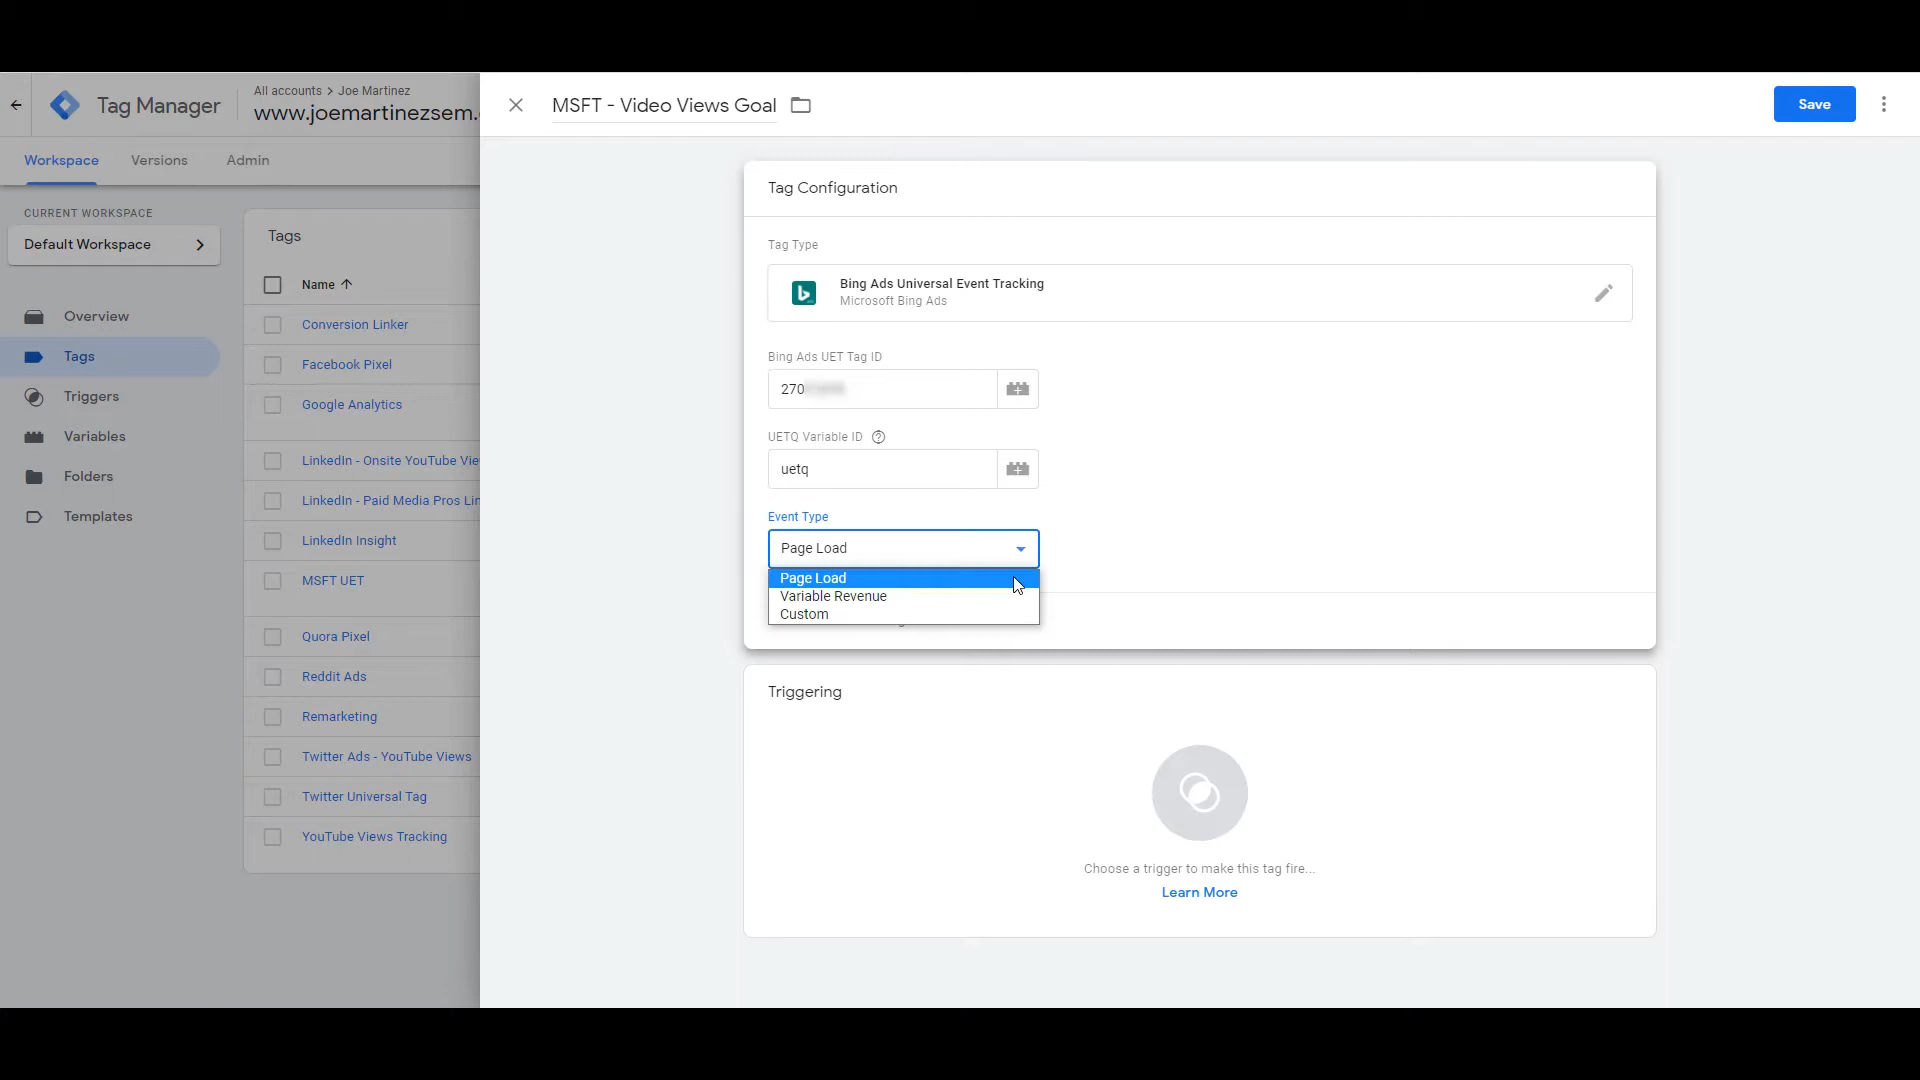 Tag Manager
All accounts > Joe Martinez
www.joemartinezsem.
MSFT - Video Views Goal
Save
Workspace
Versions
Admin
CURRENT WORKSPACE
Default Workspace
Overview
Tags
Triggers
Variables
Folders
Templates
Tags
Name
Conversion Linker
Facebook Pixel
Google Analytics
LinkedIn - Onsite YouTube Vie
LinkedIn - Paid Media Pros Lin
LinkedIn Insight
MSFT UET
Quora Pixel
Reddit Ads
Remarketing
Twitter Ads - YouTube Views
Twitter Universal Tag
YouTube Views Tracking
Tag Configuration
Tag Type
Bing Ads Universal Event Tracking
Microsoft Bing Ads
Bing Ads UET Tag ID
270
UETQ Variable ID
uetq
Event Type
Page Load
Page Load
Variable Revenue
Custom
Triggering
Choose a trigger to make this tag fire...
Learn More